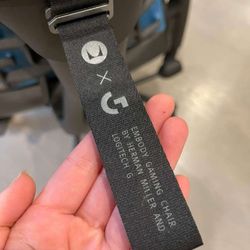 EMBODY GAMING CHAIR
BY HERMAN MILLER AND
LOGITECH G